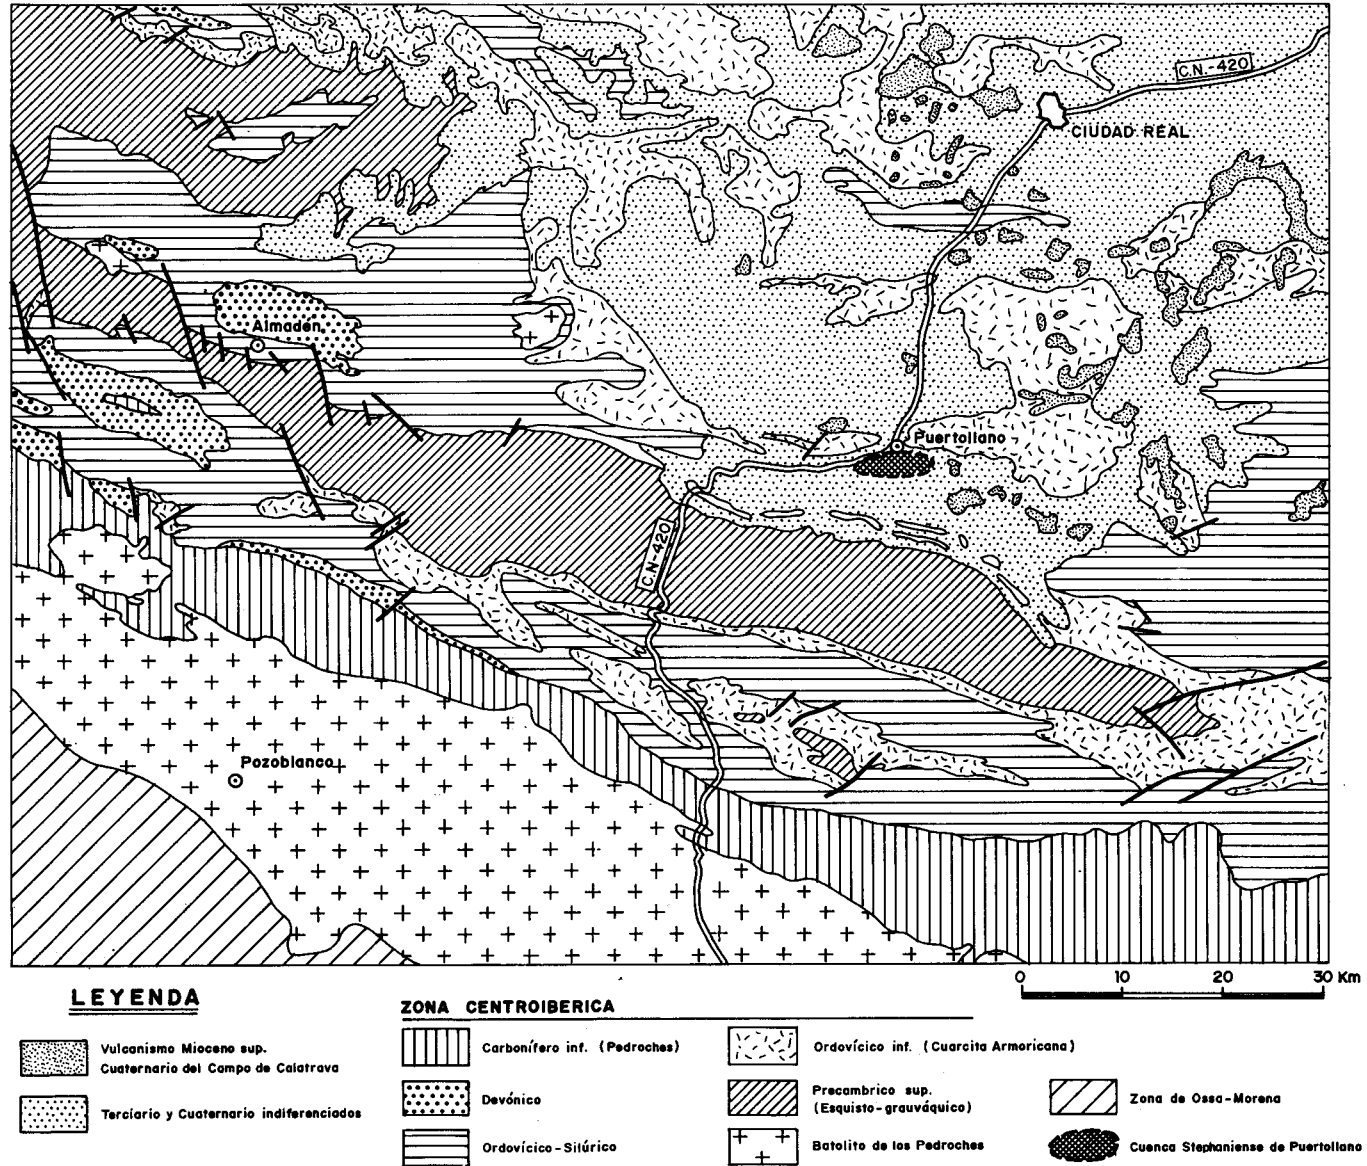 C.N.-420
CIUDAD REAL
Almadén
Puertollano
C.N-420
Pozoblanco
0 10 20 30 Km
LEYENDA
ZONA CENTROIBERICA
Vulcanismo Mioceno sup.
Cuaternario del Campo de Calatrava
Terciario y Cuaternario indiferenciados
Carbonífero inf. (Pedroches)
Devónico
Ordovícico-Silúrico
Ordovícico inf. (Cuarcita Armoricana)
Precambrico sup.
(Esquisto-grauváquico)
Batolito de los Pedroches
Zona de Ossa-Morena
Cuenca Stephaniense de Puertollano